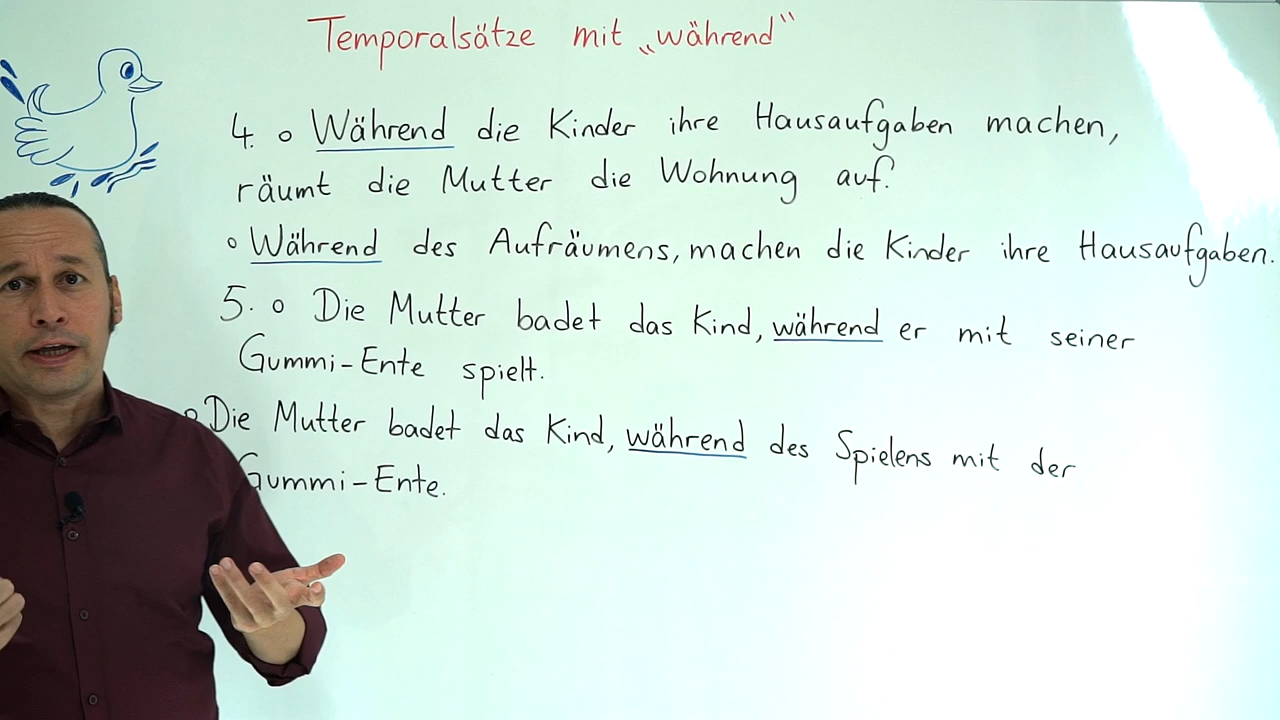 Temporalsätze mit „während“
4. o Während die Kinder ihre Hausaufgaben machen,
räumt die Mutter die Wohnung auf.
o Während des Aufräumens, machen die Kinder ihre Hausaufgaben.
5. o Die Mutter badet das Kind, während er mit seiner
Gummi-Ente spielt.
o Die Mutter badet das Kind, während des Spielens mit der
Gummi-Ente.